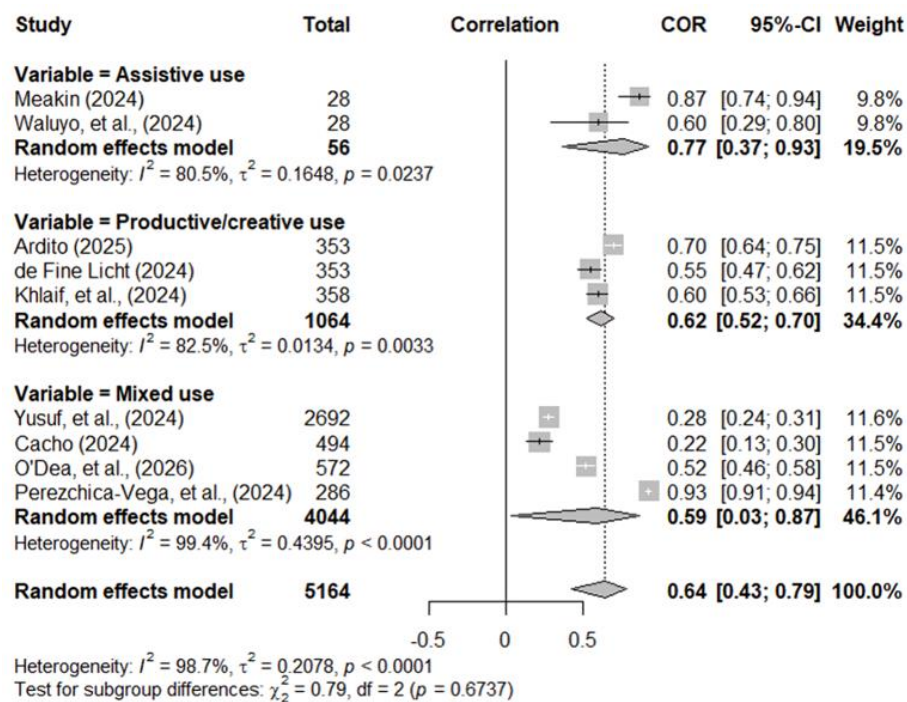 Study Total Correlation COR 95%-CI Weight
Variable = Assistive use
Meakin (2024) 28 0.87 [0.74; 0.94] 9.8%
Waluyo, et al., (2024) 28 0.60 [0.29; 0.80] 9.8%
Random effects model 56 0.77 [0.37; 0.93] 19.5%
Heterogeneity: I² = 80.5%, τ² = 0.1648, p = 0.0237
Variable = Productive/creative use
Ardito (2025) 353 0.70 [0.64; 0.75] 11.5%
de Fine Licht (2024) 353 0.55 [0.47; 0.62] 11.5%
Khlaif, et al., (2024) 358 0.60 [0.53; 0.66] 11.5%
Random effects model 1064 0.62 [0.52; 0.70] 34.4%
Heterogeneity: I² = 82.5%, τ² = 0.0134, p = 0.0033
Variable = Mixed use
Yusuf, et al., (2024) 2692 0.28 [0.24; 0.31] 11.6%
Cacho (2024) 494 0.22 [0.13; 0.30] 11.5%
O'Dea, et al., (2026) 572 0.52 [0.46; 0.58] 11.5%
Perezchica-Vega, et al., (2024) 286 0.93 [0.91; 0.94] 11.4%
Random effects model 4044 0.59 [0.03; 0.87] 46.1%
Heterogeneity: I² = 99.4%, τ² = 0.4395, p < 0.0001
Random effects model 5164 0.64 [0.43; 0.79] 100.0%
-0.5 0 0.5
Heterogeneity: I² = 98.7%, τ² = 0.2078, p < 0.0001
Test for subgroup differences: χ²₂ = 0.79, df = 2 (p = 0.6737)